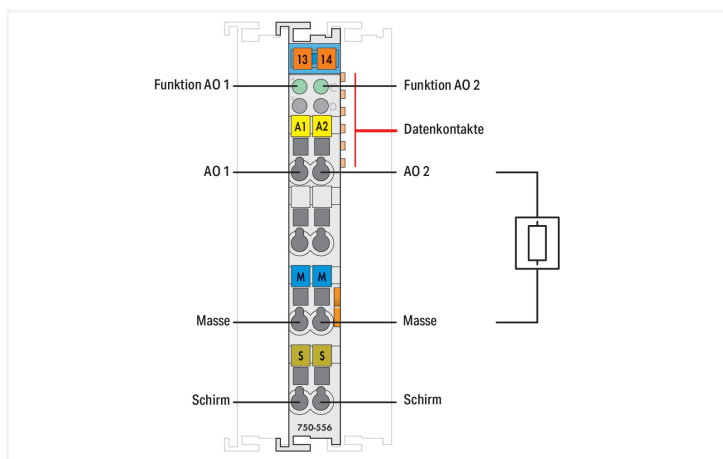 13 14
Funktion AO 1
Funktion AO 2
C
D
Datenkontakte
A1 A2
AO 1
AO 2
M M
Masse
Masse
S S
Schirm
Schirm
750-556